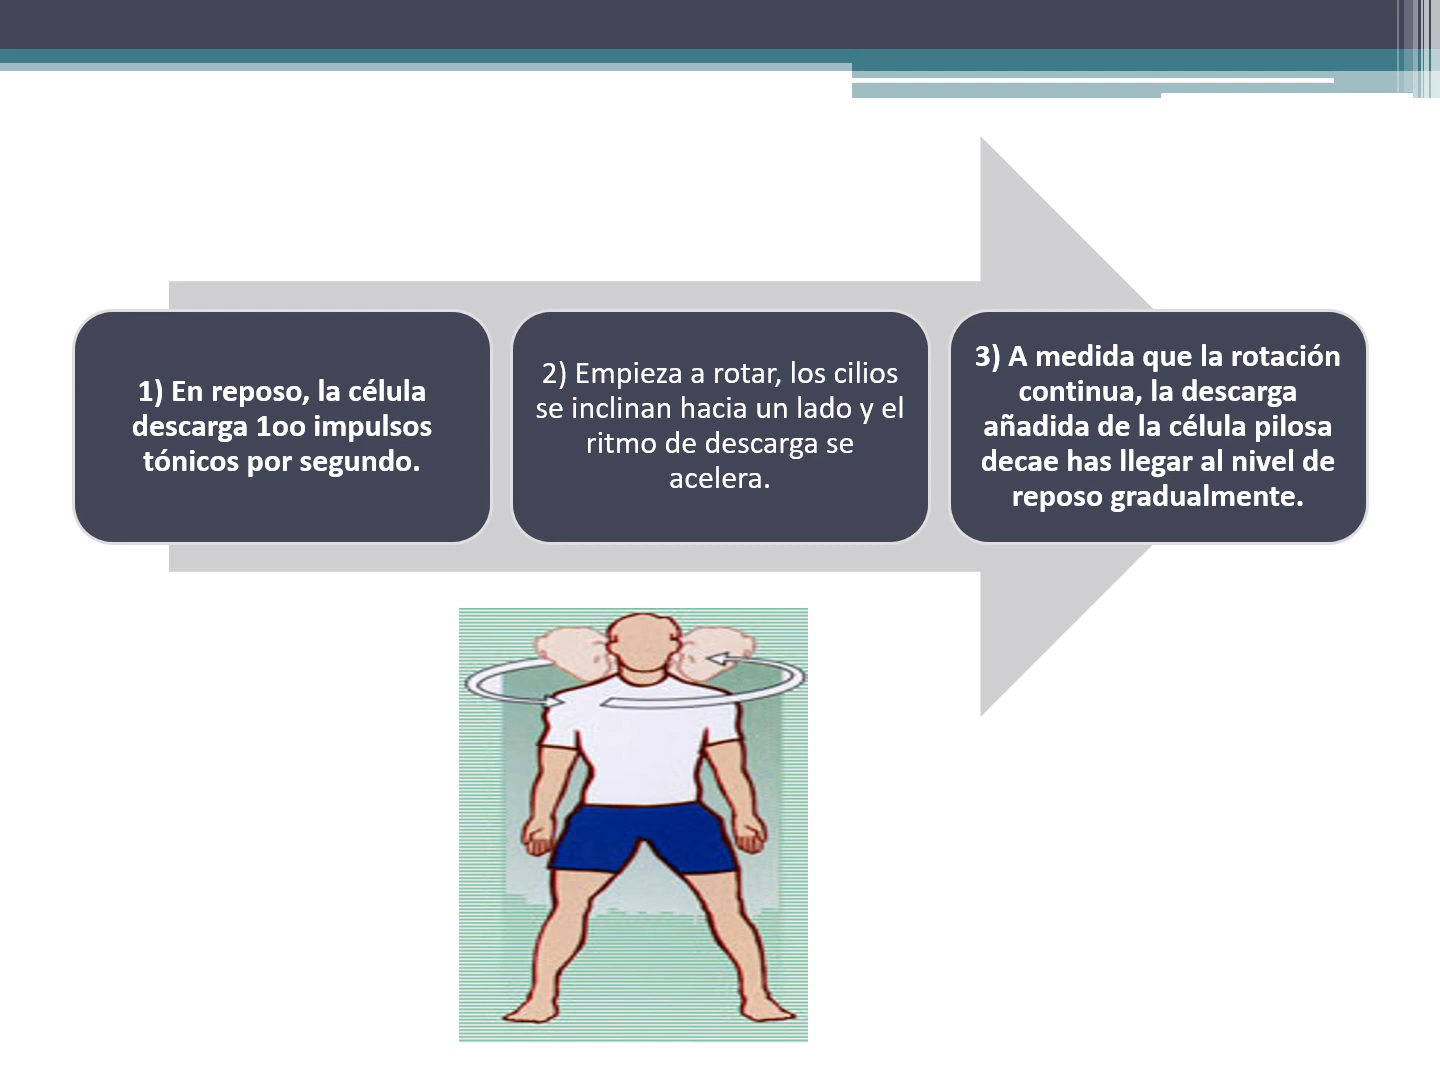 1) En reposo, la célula
descarga 1oo impulsos
tónicos por segundo.
2) Empieza a rotar, los cilios
se inclinan hacia un lado y el
ritmo de descarga se
acelera.
3) A medida que la rotación
continua, la descarga
añadida de la célula pilosa
decae has llegar al nivel de
reposo gradualmente.